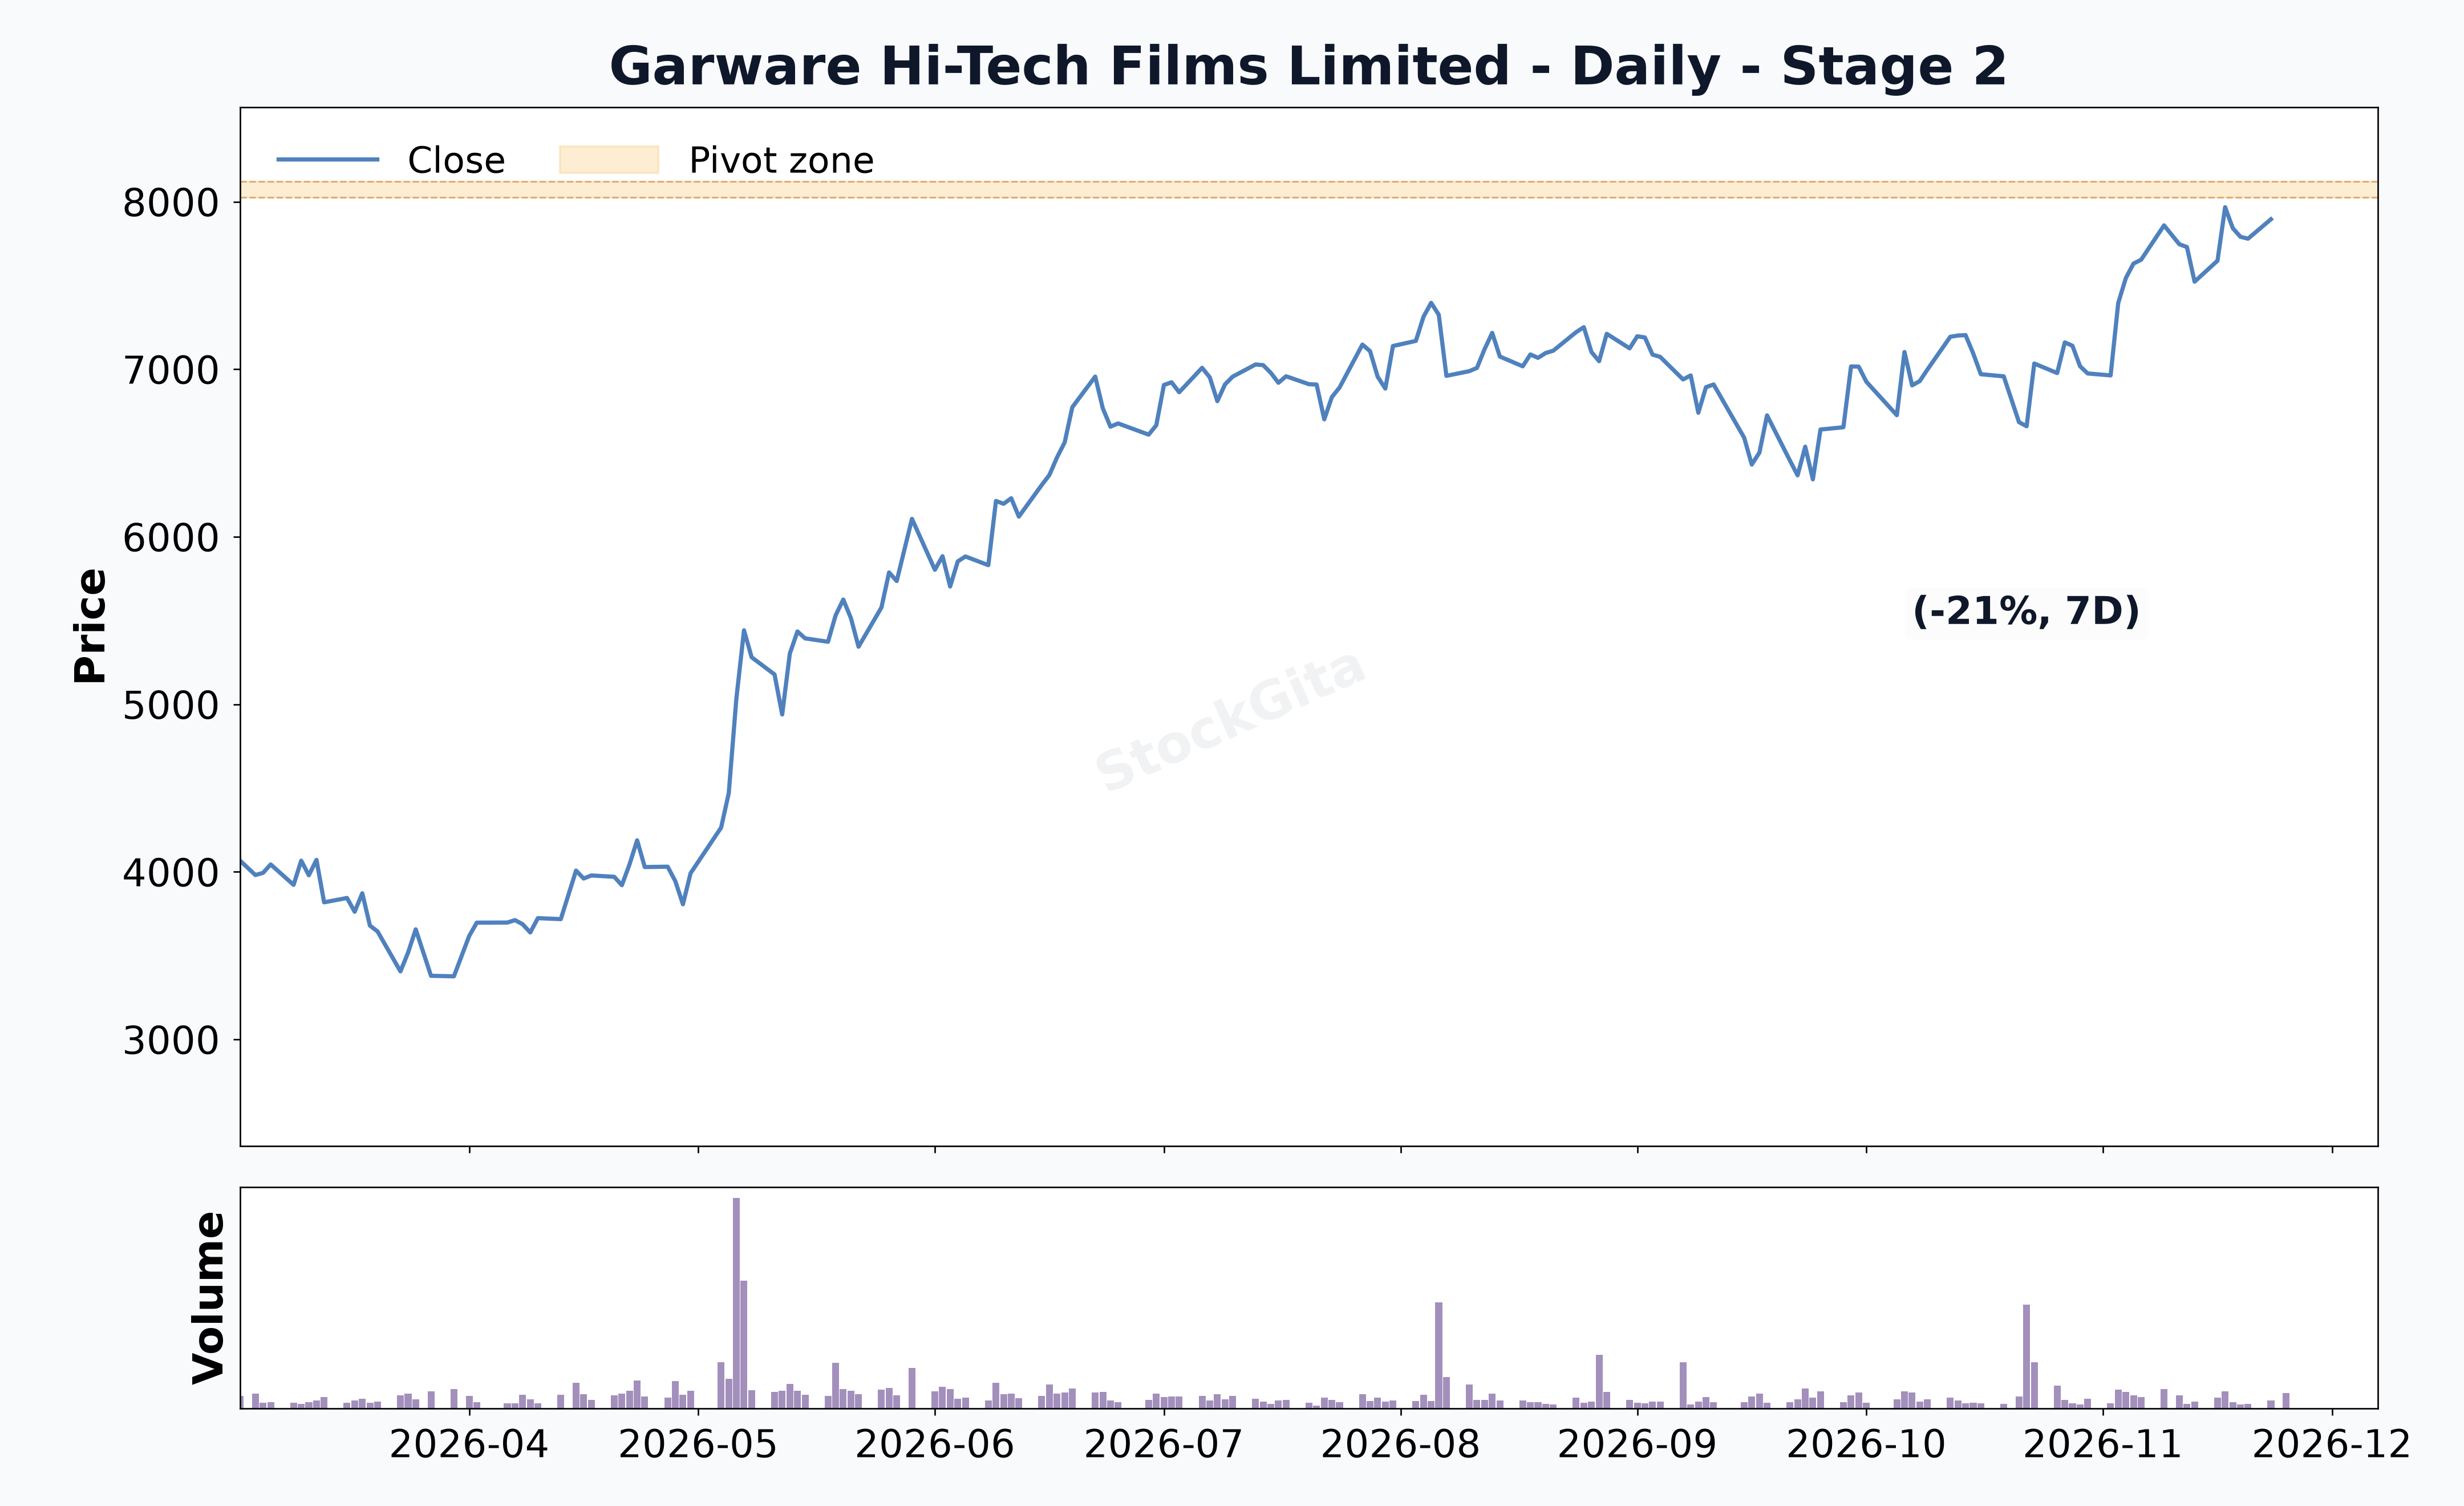 Garware Hi-Tech Films Limited - Daily - Stage 2
Close
Pivot zone
8000
7000
6000
5000
4000
3000
Price
(-21%, 7D)
StockGita
Volume
2026-04
2026-05
2026-06
2026-07
2026-08
2026-09
2026-10
2026-11
2026-12